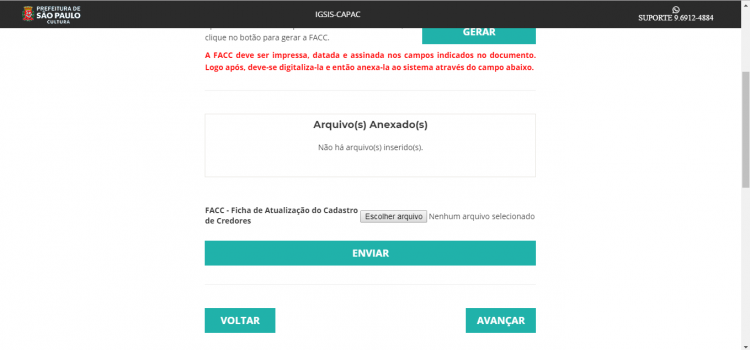 PREFEITURA DE
SÃO PAULO
CULTURA
IGSIS-CAPAC
SUPORTE 9.6912-4884
clique no botão para gerar a FACC.
GERAR
A FACC deve ser impressa, datada e assinada nos campos indicados no documento.
Logo após, deve-se digitaliza-la e então anexa-la ao sistema através do campo abaixo.
Arquivo(s) Anexado(s)
Não há arquivo(s) inserido(s).
FACC - Ficha de Atualização do Cadastro
de Credores
Escolher arquivo Nenhum arquivo selecionado
ENVIAR
VOLTAR
AVANÇAR